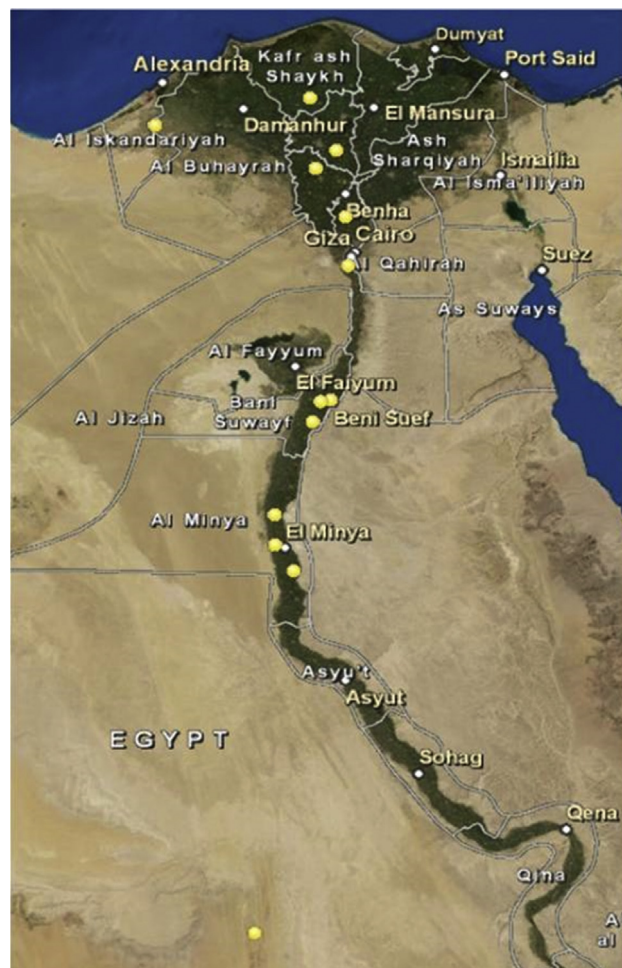 Dumyat
Kafr ash
Shaykh
Alexandria
Port Said
El Mansura
Damanhur
Al Iskandariyah
Ash
Sharqiyah
Al Buhayrah
Ismailia
Al Isma'iliyah
Benha
Giza
Cairo
Al Qahirah
Suez
As Suways
Al Fayyum
El Faiyum
Bani
Suwayf
Al Jizah
Beni Suef
Al Minya
El Minya
Asyu't
Asyut
EGYPT
Sohag
Qena
Qina
A
al